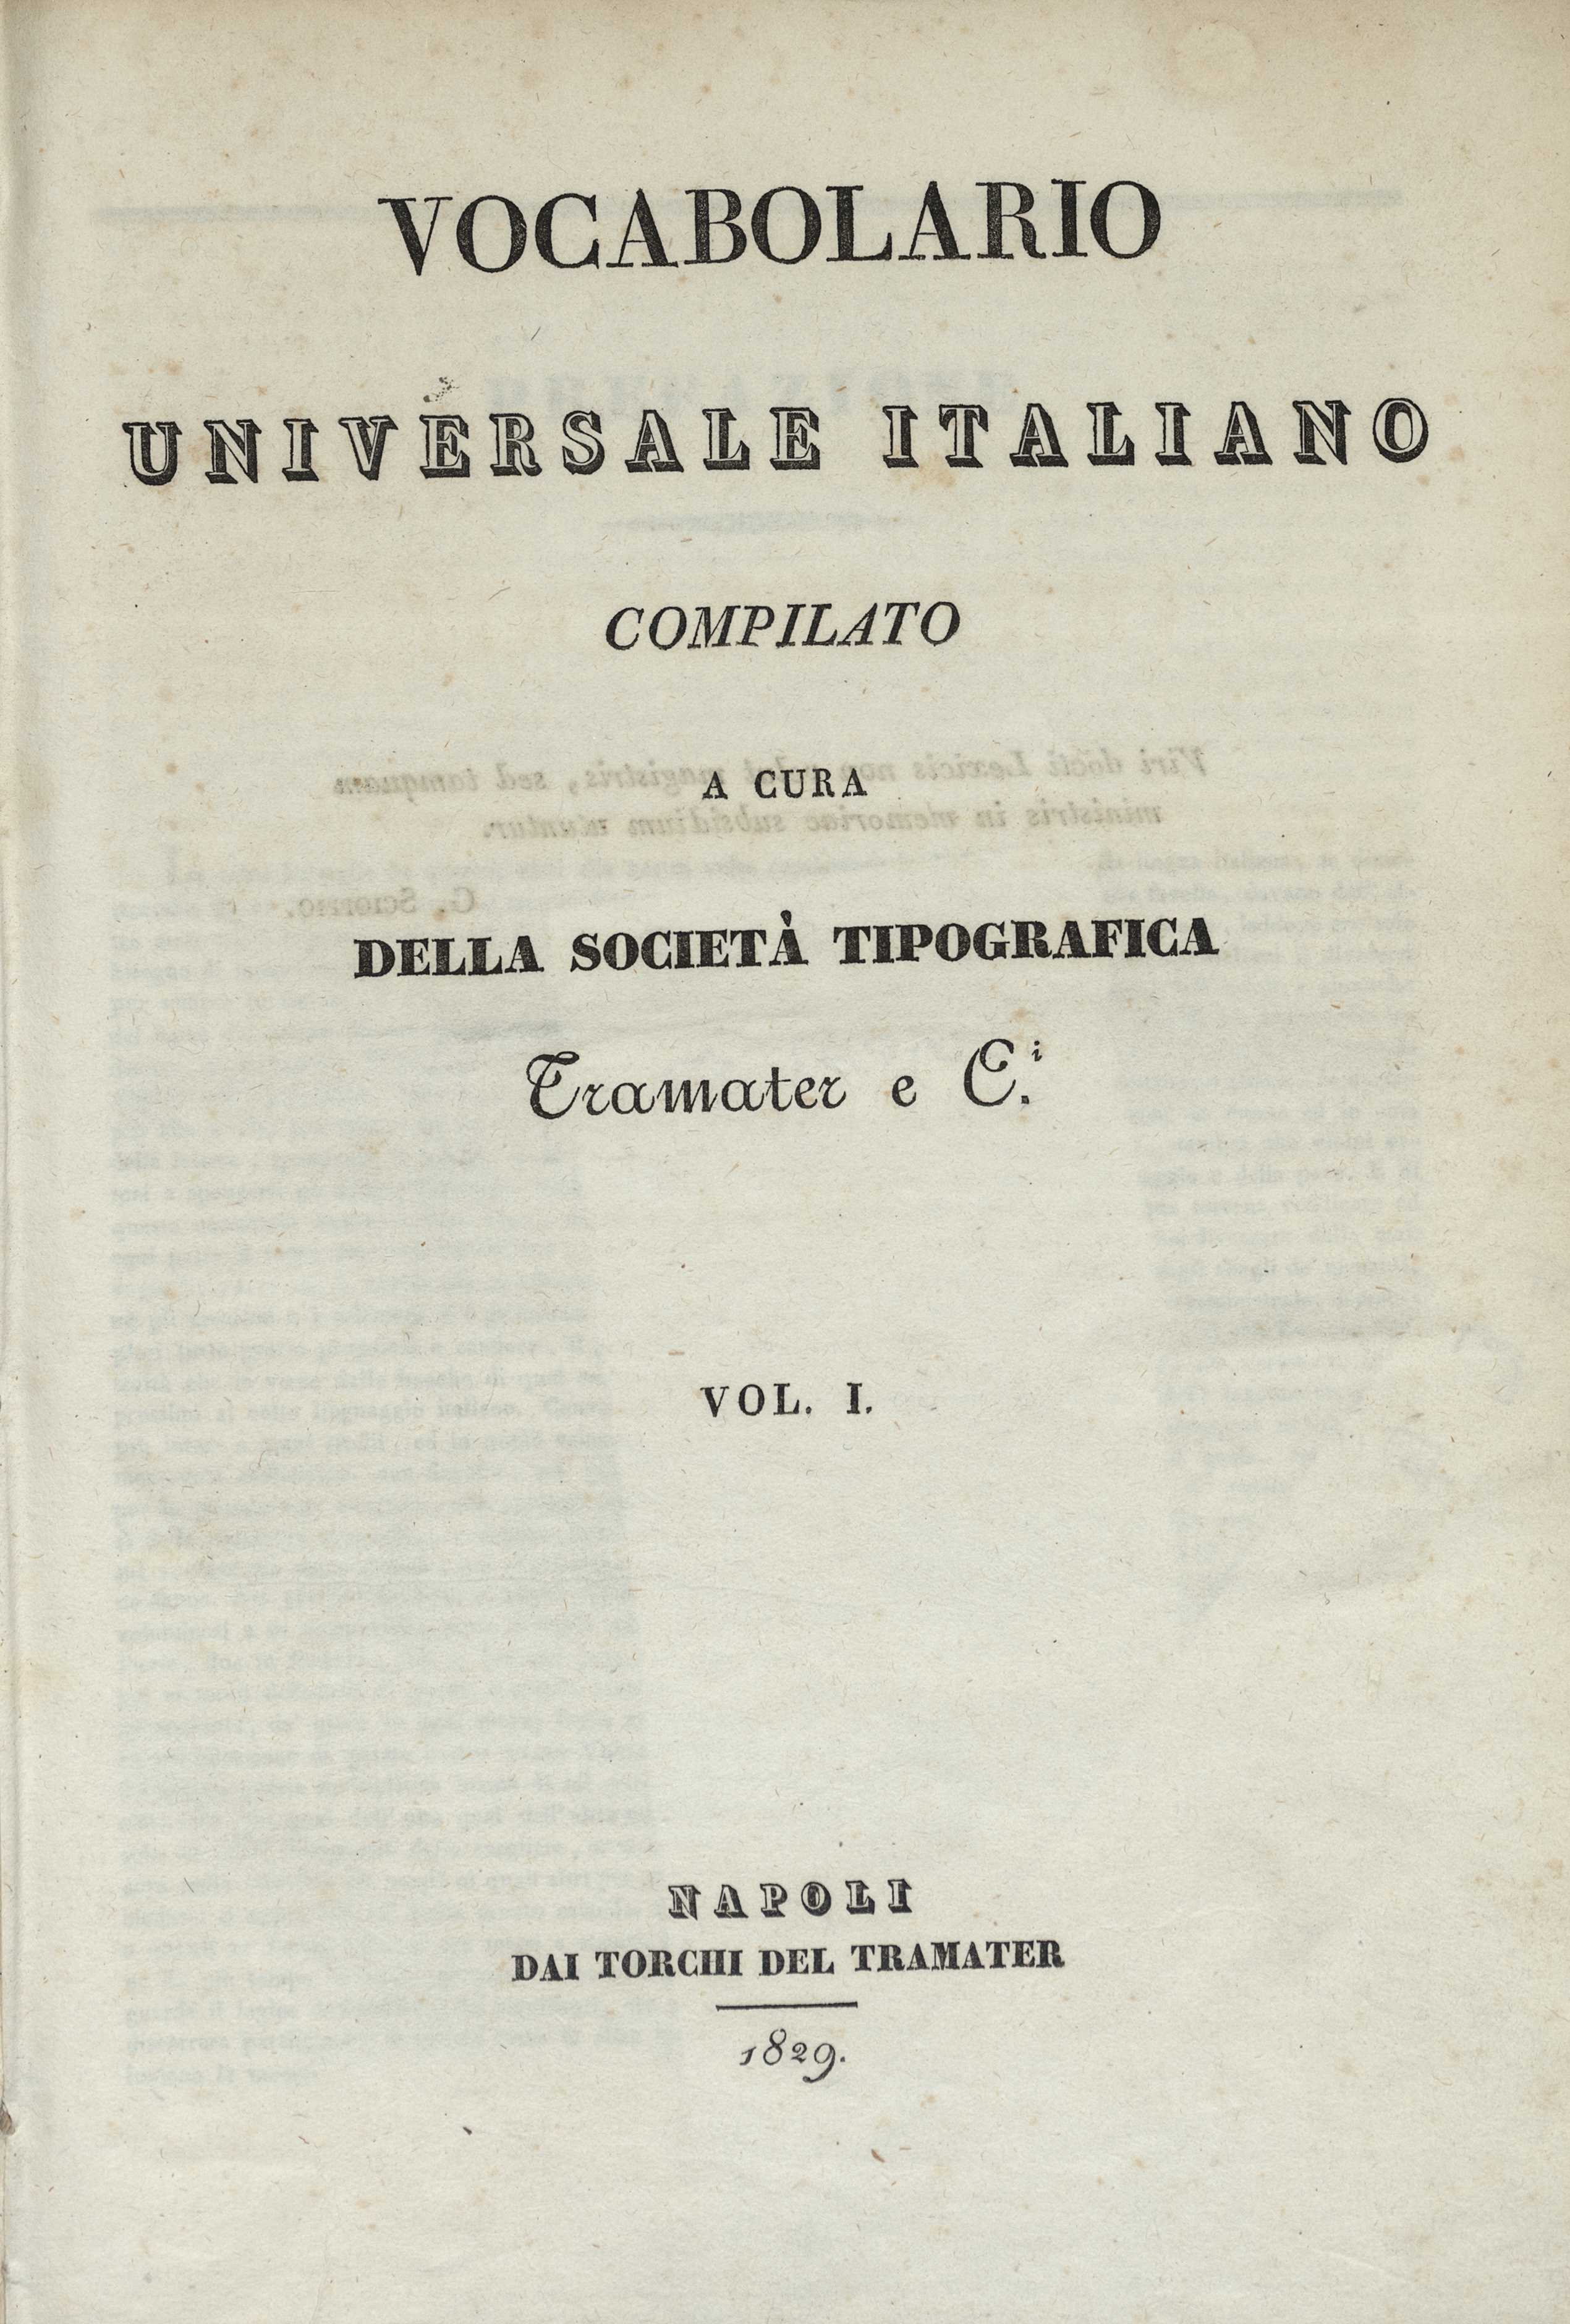 VOCABOLARIO
UNIVERSALE ITALIANO
COMPILATO
A CURA
DELLA SOCIETÀ TIPOGRAFICA
Tramater e C.i
VOL. I.
NAPOLI
DAI TORCHI DEL TRAMATER
1829.